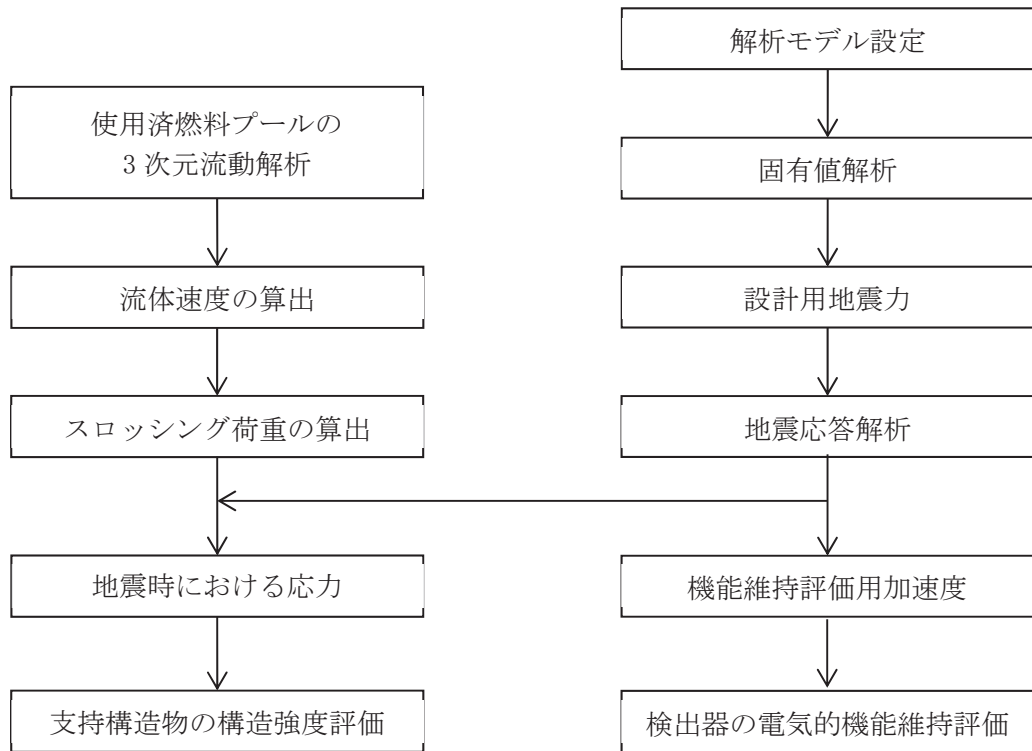 解析モデル設定
使用済燃料プールの
3 次元流動解析
固有値解析
流体速度の算出
設計用地震力
スロッシング荷重の算出
地震応答解析
地震時における応力
機能維持評価用加速度
支持構造物の構造強度評価
検出器の電気的機能維持評価